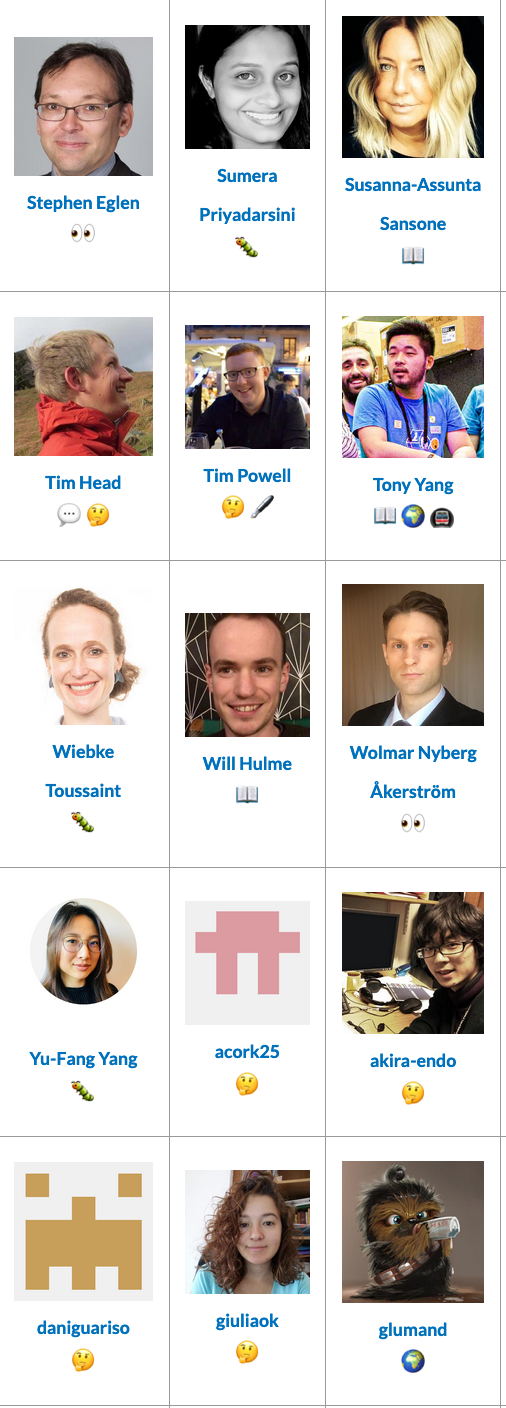 Stephen Eglen
👀
Sumera
Priyadarsini
🐛
Susanna-Assunta
Sansone
📖
Tim Head
💬 🤔
Tim Powell
🤔 🖋
Tony Yang
📖 🌍 🚇
Wiebke
Toussaint
🐛
Will Hulme
📖
Wolmar Nyberg
Åkerström
👀
Yu-Fang Yang
🐛
acork25
🤔
akira-endo
🤔
daniguariso
🤔
giuliaok
🤔
glumand
🌍